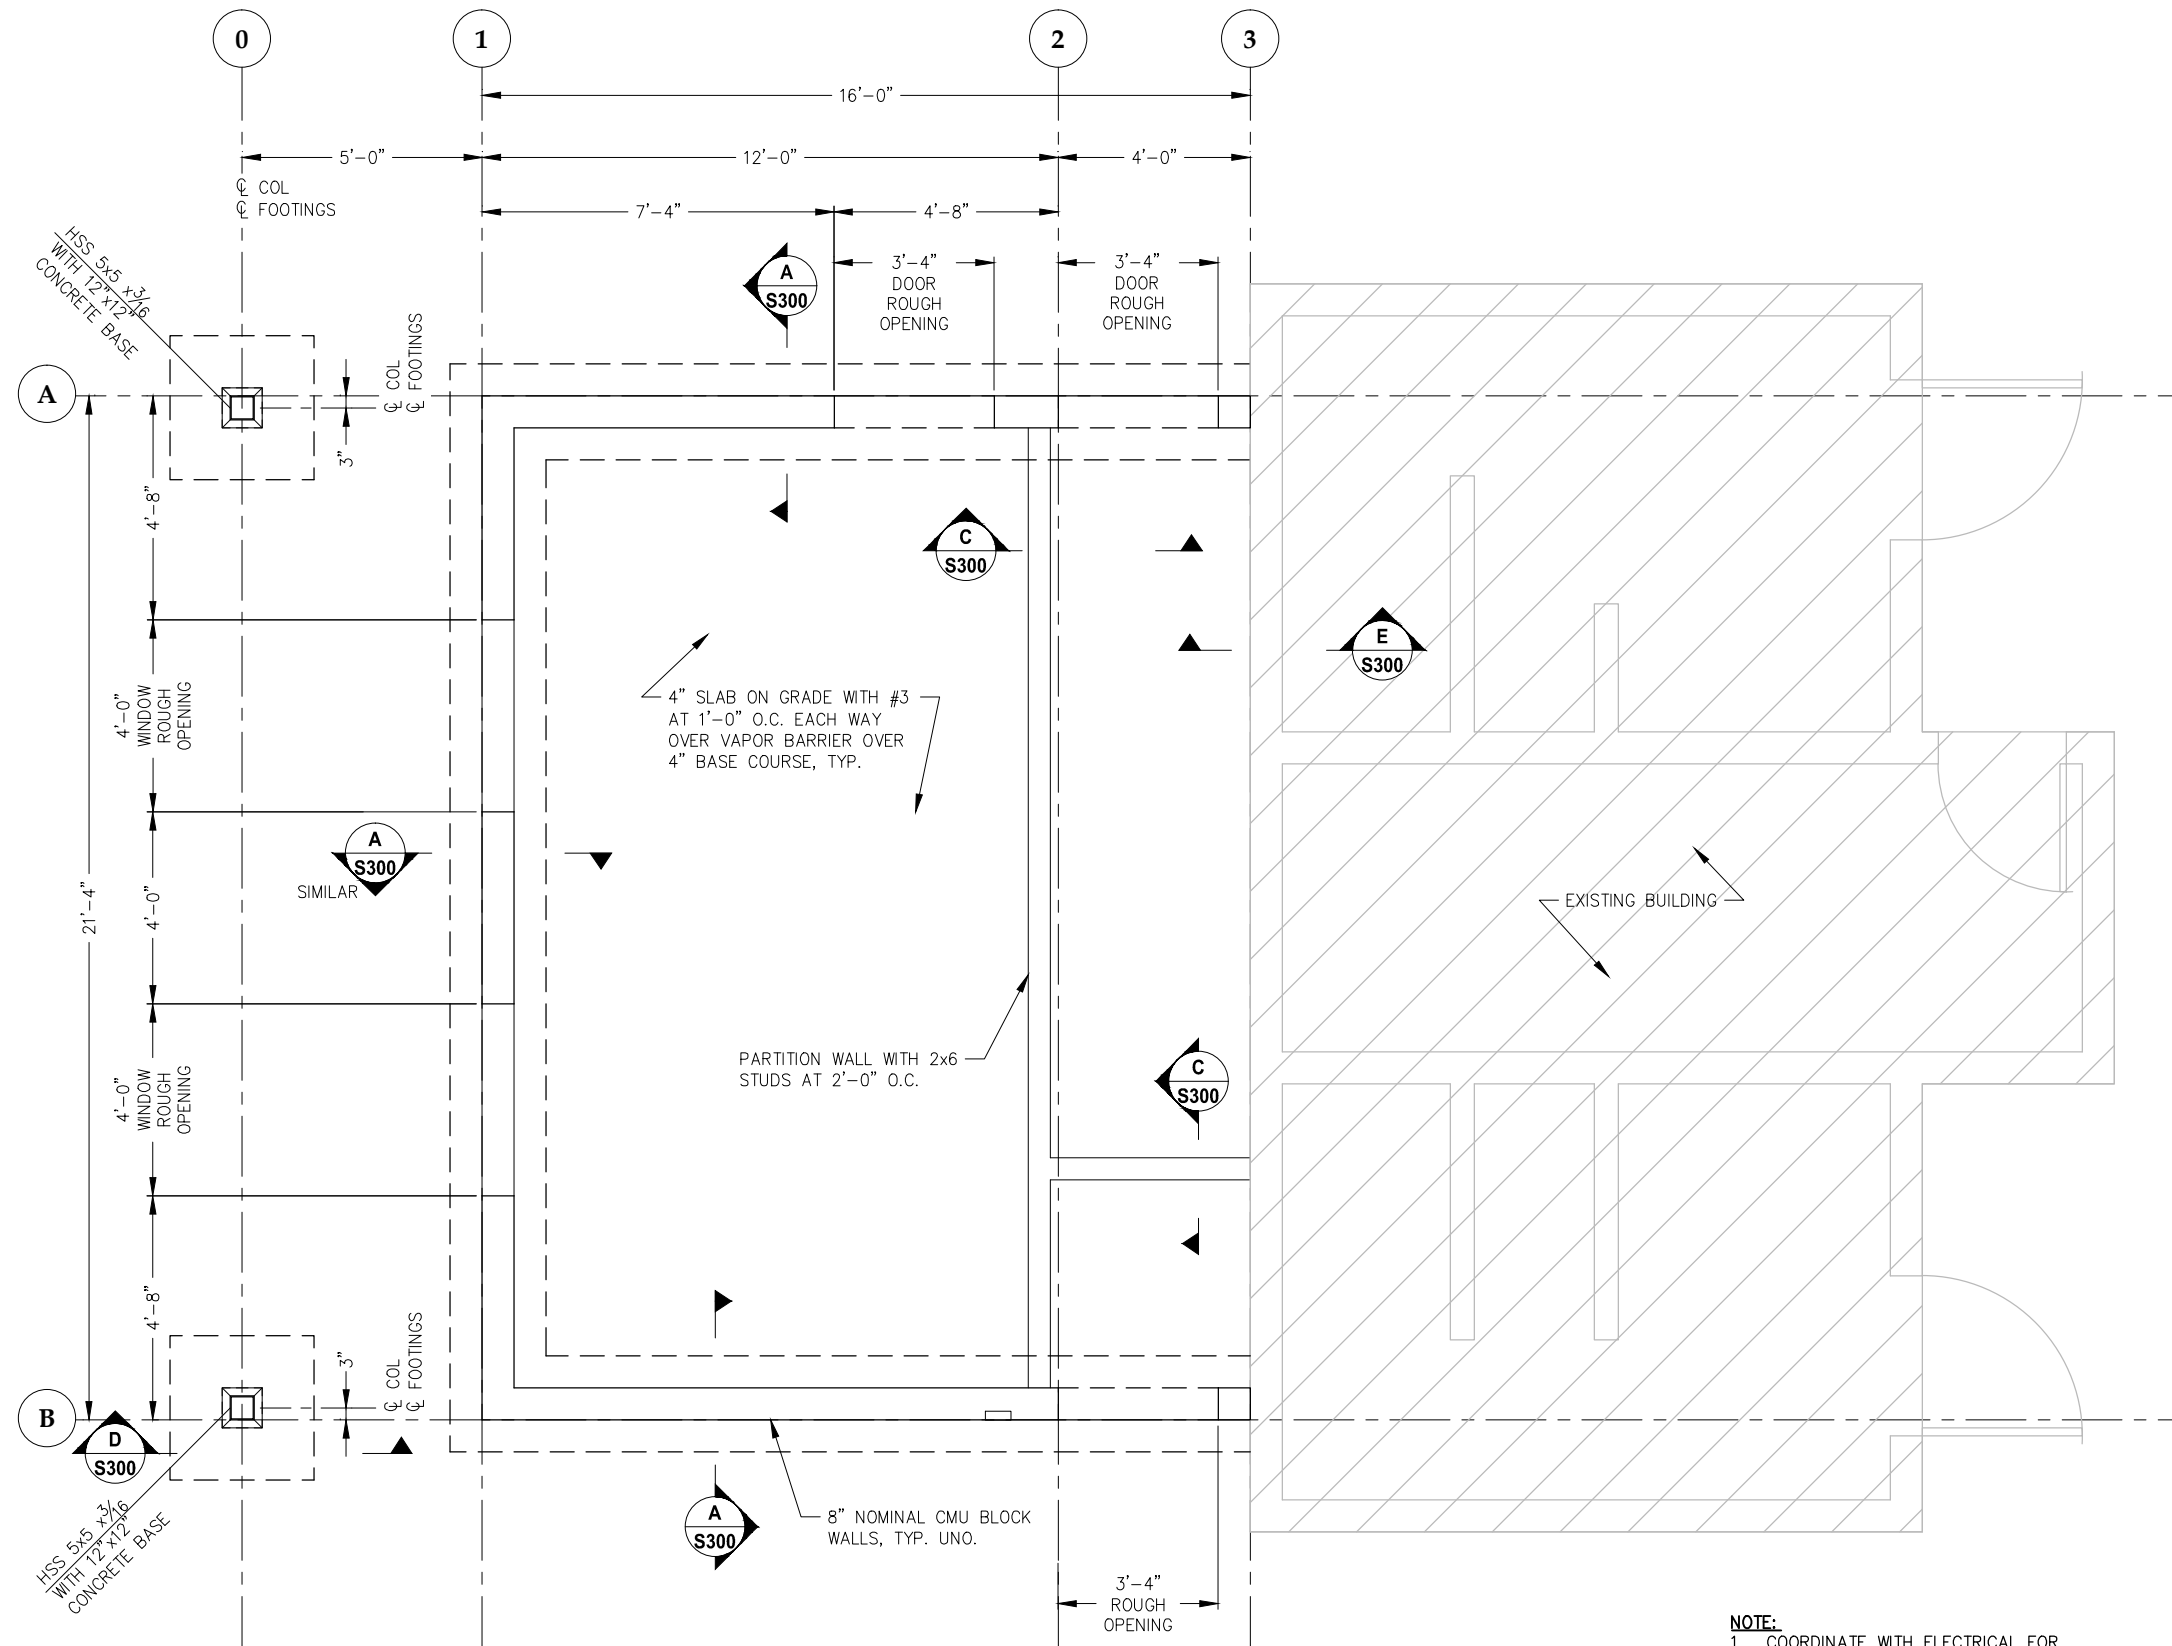 0
1
2
3
16'-0"
5'-0"
12'-0"
4'-0"
℄ COL
℄ FOOTINGS
7'-4"
4'-8"
HSS 5x5 x3/16
WITH 12"x12"
CONCRETE BASE
A
S300
3'-4"
DOOR
ROUGH
OPENING
3'-4"
DOOR
ROUGH
OPENING
A
3"
℄ COL
℄ FOOTINGS
4'-8"
C
S300
E
S300
4'-0"
WINDOW
ROUGH
OPENING
4" SLAB ON GRADE WITH #3
AT 1'-0" O.C. EACH WAY
OVER VAPOR BARRIER OVER
4" BASE COURSE, TYP.
A
S300
SIMILAR
21'-4"
4'-0"
EXISTING BUILDING
PARTITION WALL WITH 2x6
STUDS AT 2'-0" O.C.
C
S300
4'-0"
WINDOW
ROUGH
OPENING
4'-8"
3"
℄ COL
℄ FOOTINGS
B
D
S300
HSS 5x5 x3/16
WITH 12"x12"
CONCRETE BASE
A
S300
8" NOMINAL CMU BLOCK
WALLS, TYP. UNO.
3'-4"
ROUGH
OPENING
NOTE:
1. COORDINATE WITH ELECTRICAL FOR